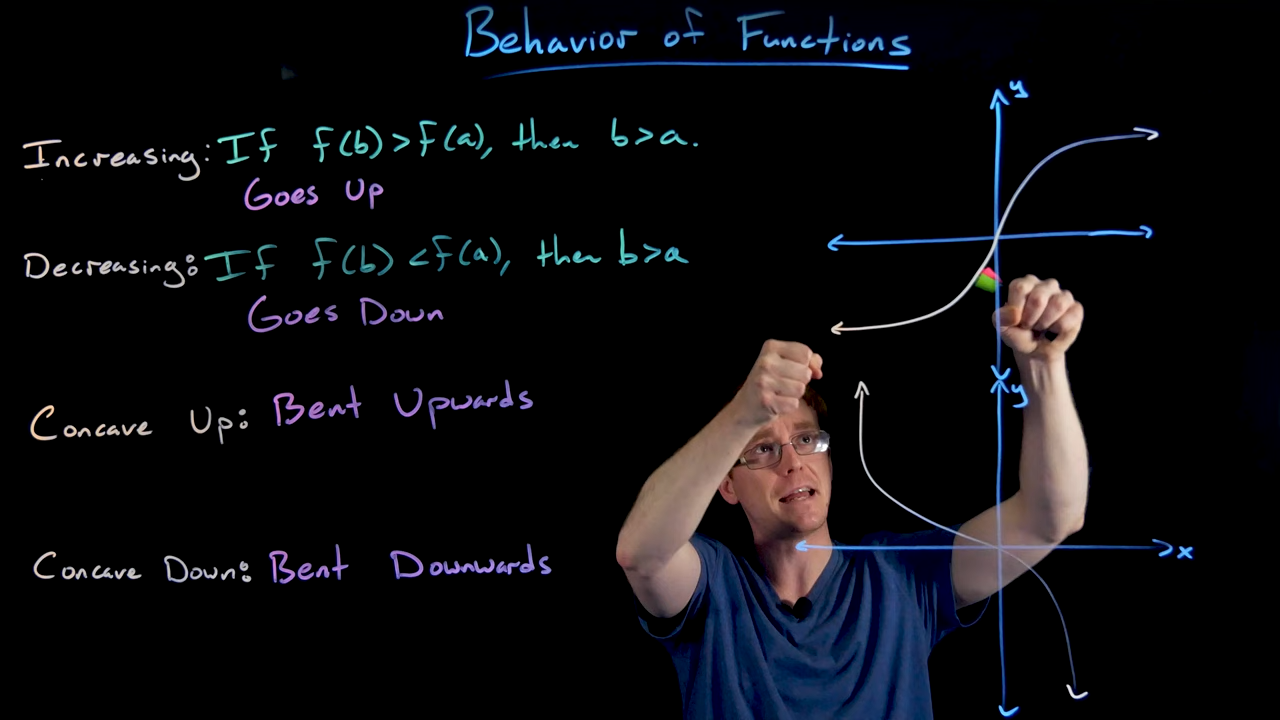 Behavior of Functions
Increasing: If f(b)>f(a), then b>a.
Goes Up
Decreasing: If f(b)<f(a), then b>a
Goes Down
Concave Up: Bent Upwards
Concave Down: Bent Downwards
y
y
x